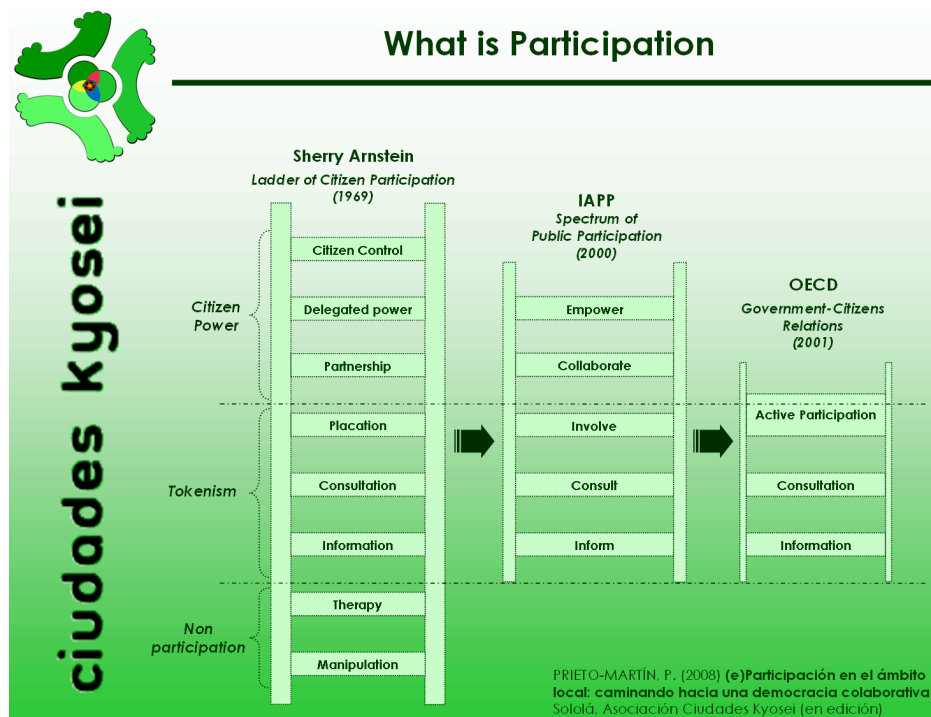 What is Participation
ciudades kyosei
Sherry Arnstein
Ladder of Citizen Participation
(1969)
Citizen
Power
Tokenism
Non
participation
Citizen Control
Delegated power
Partnership
Placation
Consultation
Information
Therapy
Manipulation
IAPP
Spectrum of
Public Participation
(2000)
Empower
Collaborate
Involve
Consult
Inform
OECD
Government-Citizens
Relations
(2001)
Active Participation
Consultation
Information
PRIETO-MARTÍN, P. (2008) (e)Participación en el ámbito
local: caminando hacia una democracia colaborativa
Sololá, Asociación Ciudades Kyosei (en edición)